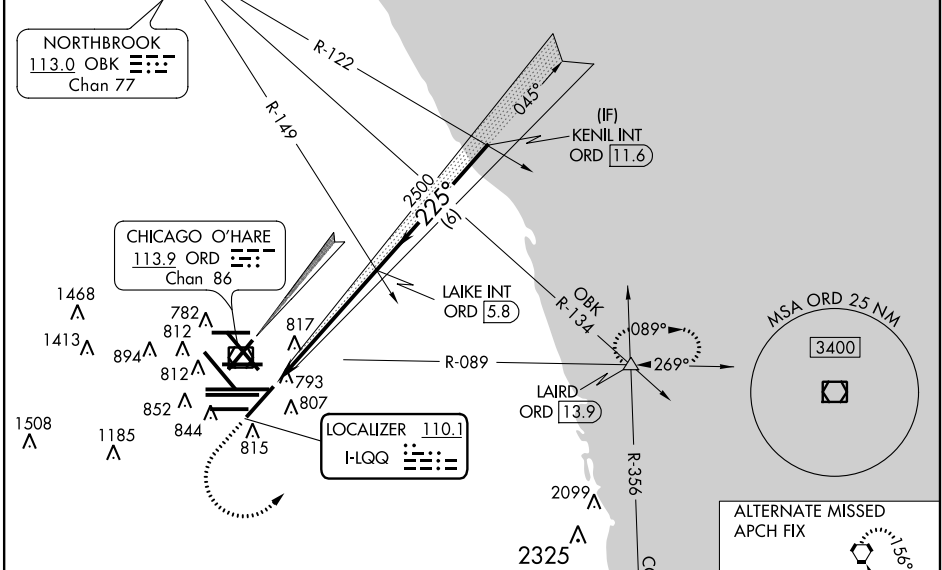 NORTHBROOK
113.0 OBK
Chan 77
R-122
R-149
045°
(IF)
KENIL INT
ORD 11.6
2500
225°
(6)
CHICAGO O'HARE
113.9 ORD
Chan 86
LAIKE INT
ORD 5.8
OBK
R-134
MSA ORD 25 NM
3400
1468
1413
782
812
894
812
817
793
807
852
844
815
1508
1185
R-089
089°
269°
LAIRD
ORD 13.9
LOCALIZER 110.1
I-LQQ
R-356
2099
2325
ALTERNATE MISSED
APCH FIX
156°